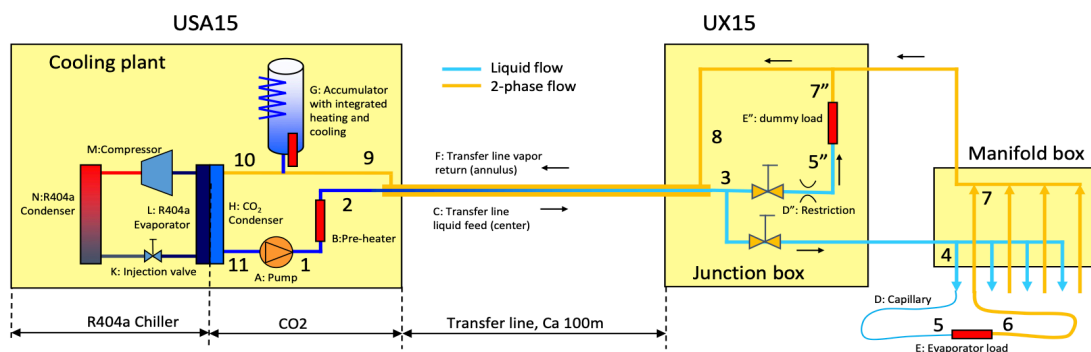 USA15
UX15
Cooling plant
G: Accumulator
with integrated
heating and
cooling
Liquid flow
2-phase flow
M:Compressor
10
9
N:R404a
Condenser
L: R404a
Evaporator
H: CO₂
Condenser
2
B:Pre-heater
K: Injection valve
11
A: Pump
1
F: Transfer line vapor
return (annulus)
C: Transfer line
liquid feed (center)
7”
E”: dummy load
8
5”
3
D”: Restriction
Junction box
Manifold box
7
4
D: Capillary
5
6
E: Evaporator load
R404a Chiller
CO2
Transfer line, Ca 100m